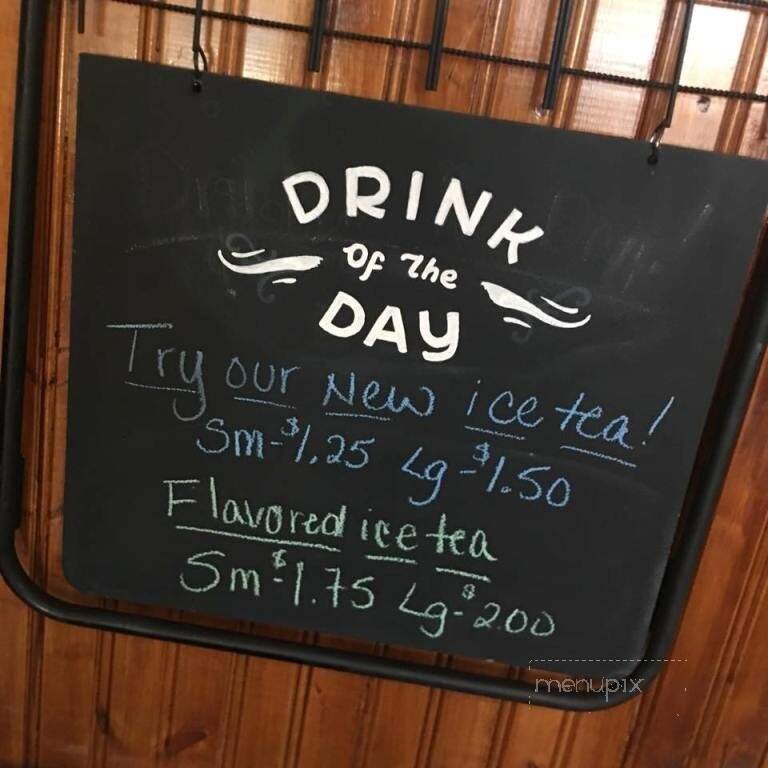 DRINK
of The
DAY
Try our New ice tea!
Sm-$1.25 Lg-$1.50
Flavored ice tea
Sm-$1.75 Lg-$2.00
menupix